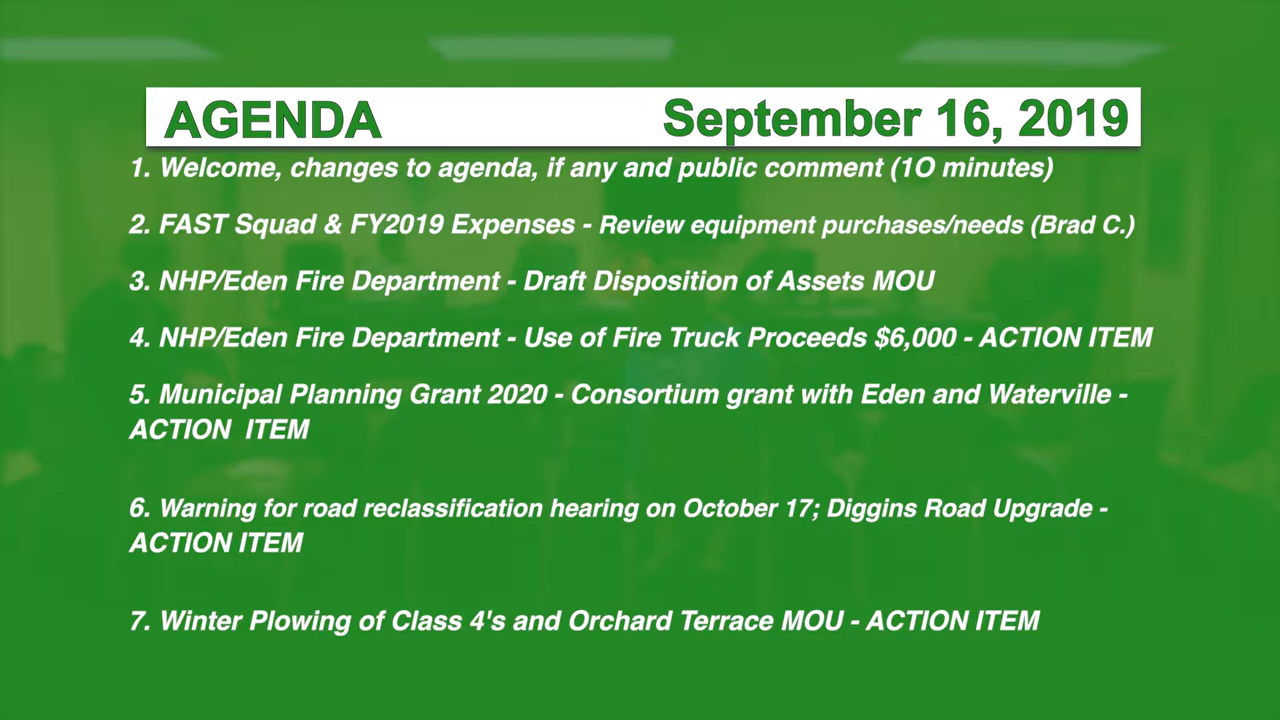 AGENDA September 16, 2019
1. Welcome, changes to agenda, if any and public comment (1O minutes)
2. FAST Squad & FY2019 Expenses - Review equipment purchases/needs (Brad C.)
3. NHP/Eden Fire Department - Draft Disposition of Assets MOU
4. NHP/Eden Fire Department - Use of Fire Truck Proceeds $6,000 - ACTION ITEM
5. Municipal Planning Grant 2020 - Consortium grant with Eden and Waterville -
ACTION  ITEM
6. Warning for road reclassification hearing on October 17; Diggins Road Upgrade -
ACTION ITEM
7. Winter Plowing of Class 4's and Orchard Terrace MOU - ACTION ITEM